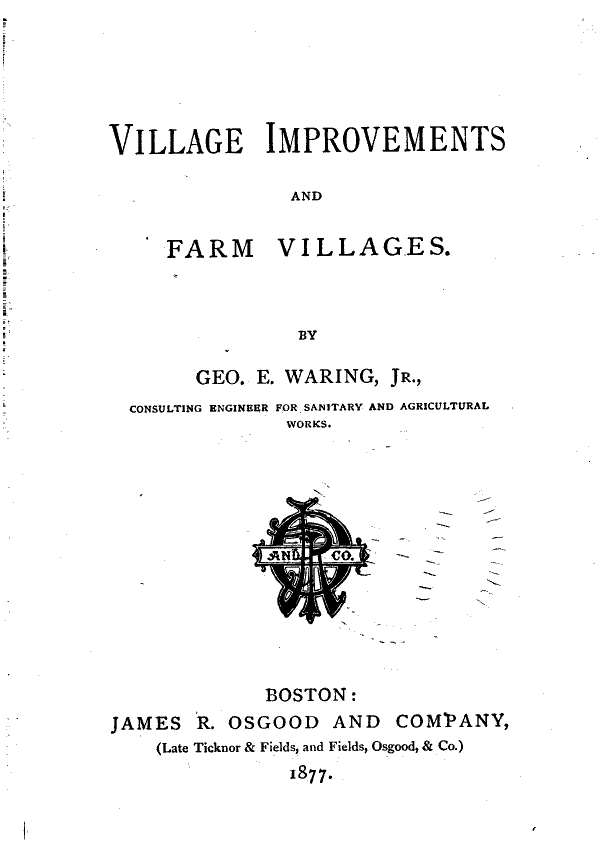 VILLAGE IMPROVEMENTS
AND
FARM VILLAGES.
BY
GEO. E. WARING, JR.,
CONSULTING ENGINEER FOR SANITARY AND AGRICULTURAL
WORKS.
AND CO.
BOSTON:
JAMES R. OSGOOD AND COMPANY,
(Late Ticknor & Fields, and Fields, Osgood, & Co.)
1877.